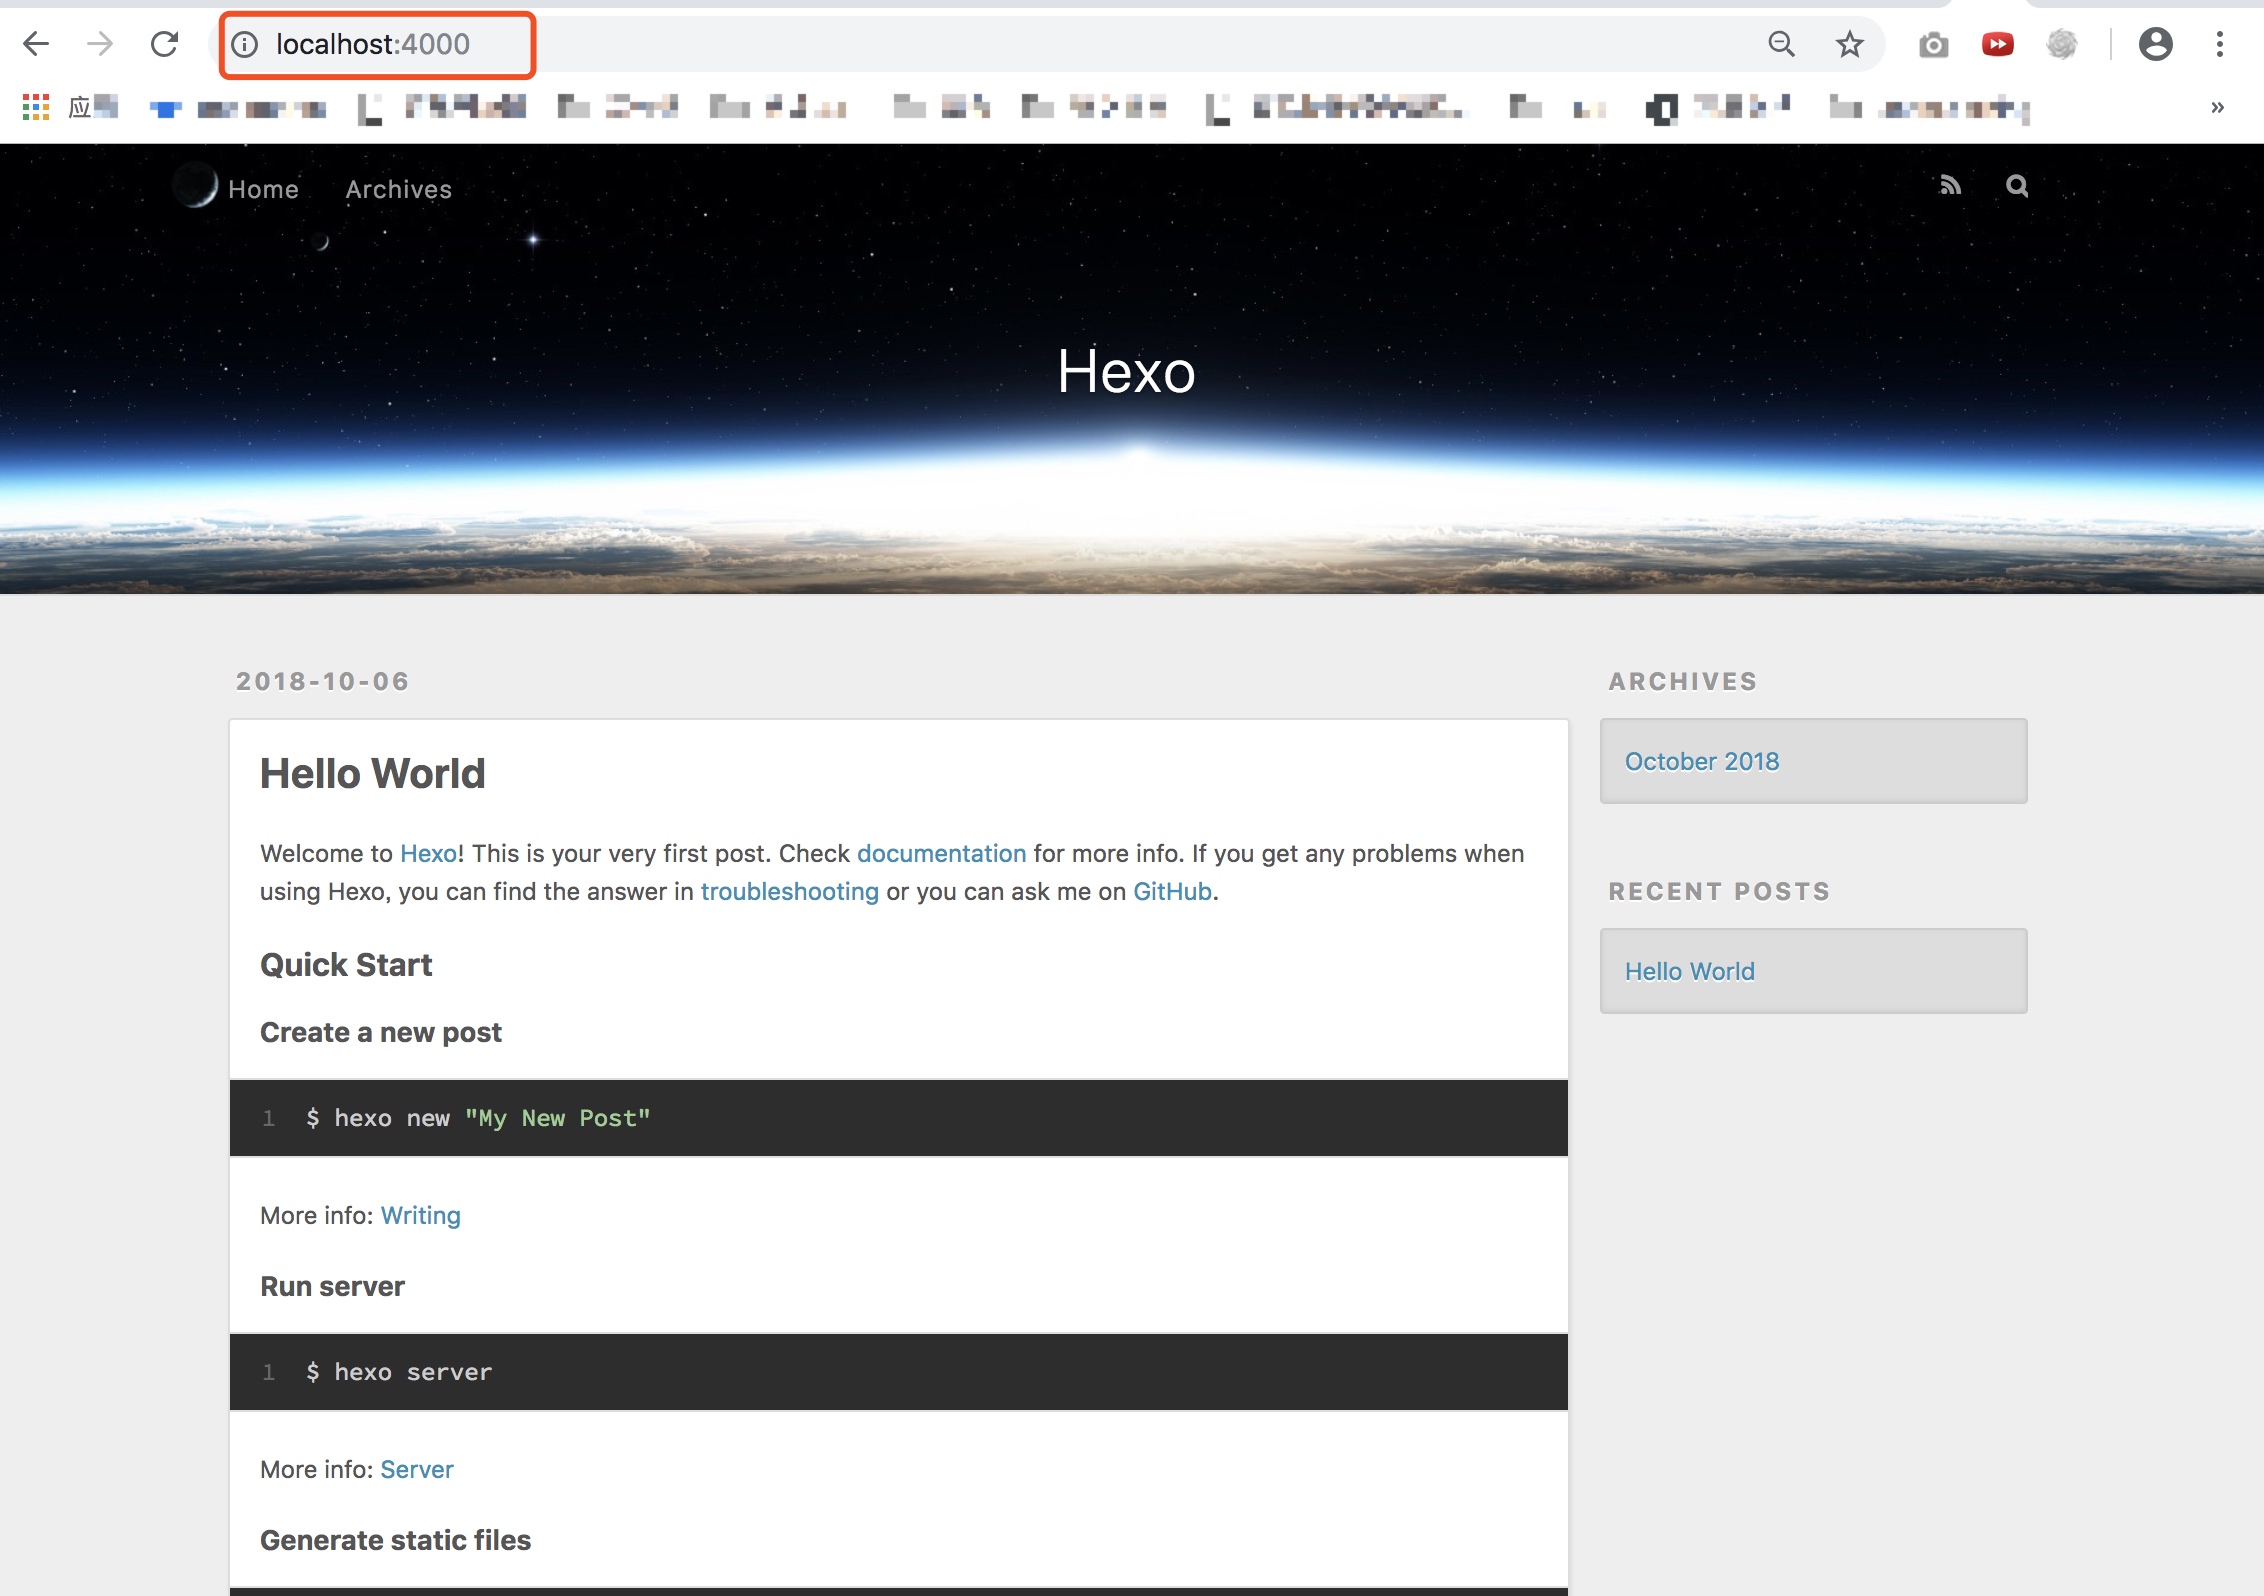 localhost:4000
应
»
Home Archives
Hexo
2018-10-06
Hello World
Welcome to Hexo! This is your very first post. Check documentation for more info. If you get any problems when
using Hexo, you can find the answer in troubleshooting or you can ask me on GitHub.
Quick Start
Create a new post
1 $ hexo new "My New Post"
More info: Writing
Run server
1 $ hexo server
More info: Server
Generate static files
ARCHIVES
October 2018
RECENT POSTS
Hello World